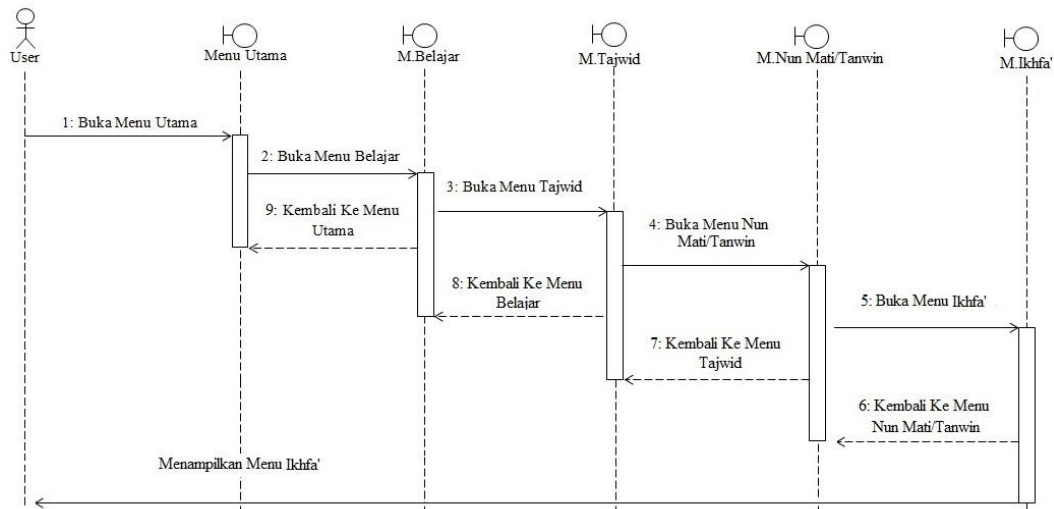 User
Menu Utama
M.Belajar
M.Tajwid
M.Nun Mati/Tanwin
M.Ikhfa'
1: Buka Menu Utama
2: Buka Menu Belajar
3: Buka Menu Tajwid
9: Kembali Ke Menu
Utama
4: Buka Menu Nun
Mati/Tanwin
8: Kembali Ke Menu
Belajar
5: Buka Menu Ikhfa'
7: Kembali Ke Menu
Tajwid
6: Kembali Ke Menu
Nun Mati/Tanwin
Menampilkan Menu Ikhfa'